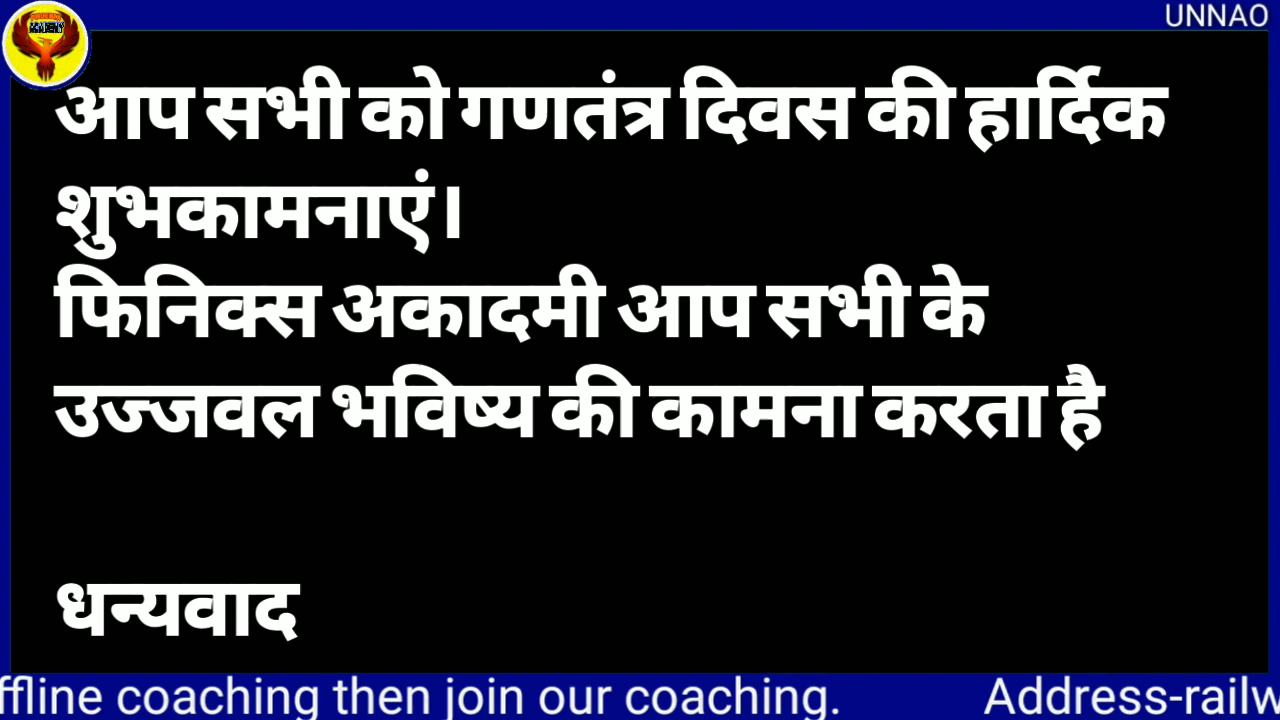 UNNAO
आप सभी को गणतंत्र दिवस की हार्दिक
शुभकामनाएं।
फिनिक्स अकादमी आप सभी के
उज्जवल भविष्य की कामना करता है
धन्यवाद
ffline coaching then join our coaching. Address-railw